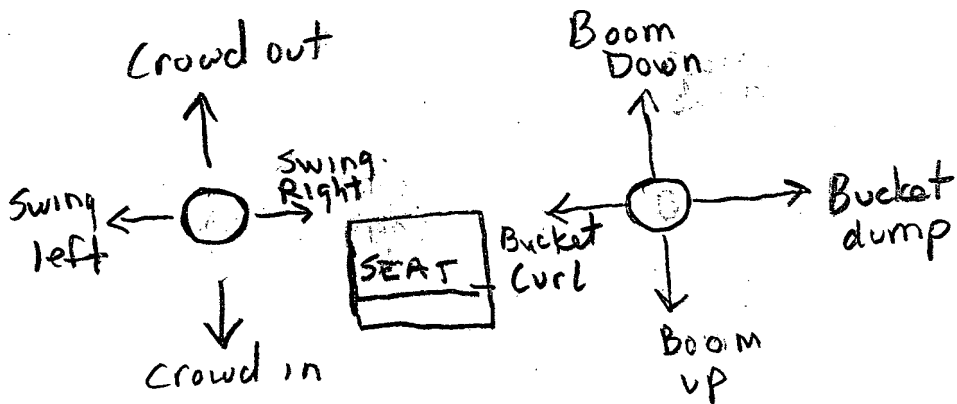 Crowd out
Swing
left
Swing
Right
Crowd in
SEAT
Boom
Down
Bucket
Curl
Bucket
dump
Boom
up